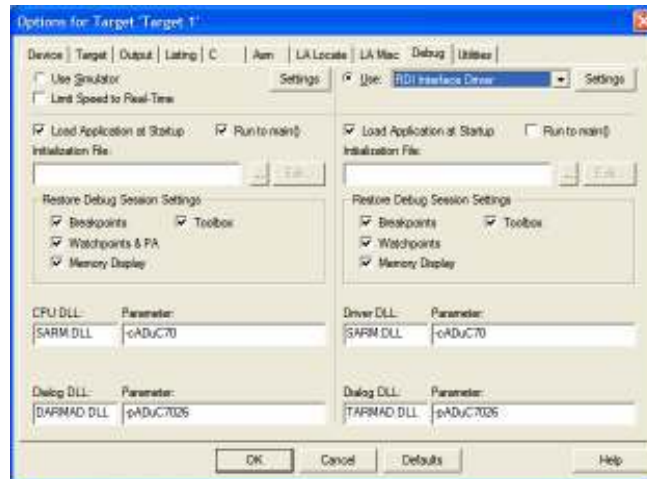 Options for Target 'Target 1'
Device Target Output Listing C Asm LA Locate LA Misc Debug Utilities
Use Simulator Settings Use: RDI Interface Driver Settings
Limit Speed to Real-Time
Load Application at Startup Run to main() Load Application at Startup Run to main()
Initialization File: Initialization File:
... Edit... ... Edit...
Restore Debug Session Settings Restore Debug Session Settings
Breakpoints Toolbox Breakpoints Toolbox
Watchpoints & PA Watchpoints
Memory Display Memory Display
CPU DLL: Parameter: Driver DLL: Parameter:
SARM.DLL -cADuC70 SARM.DLL -cADuC70
Dialog DLL: Parameter: Dialog DLL: Parameter:
DARMAD.DLL -pADuC7026 TARMAD.DLL -pADuC7026
OK Cancel Defaults Help